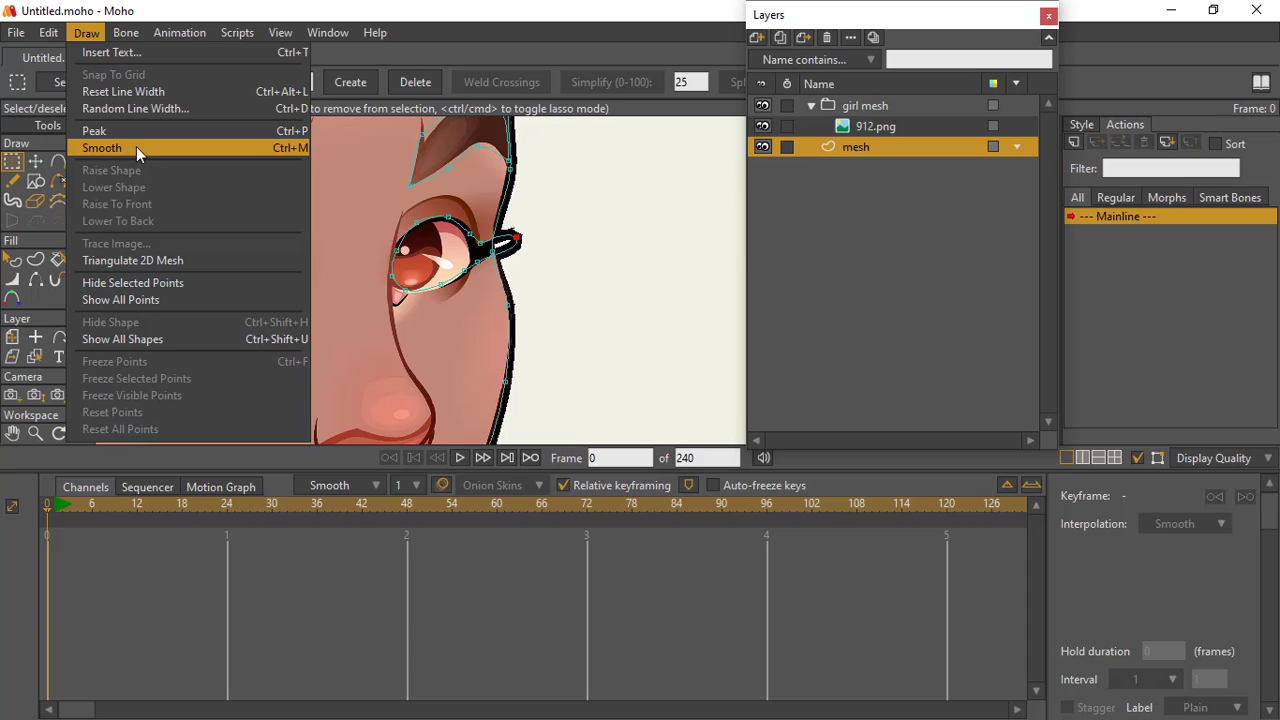 Untitled.moho - Moho
File Edit Draw Bone Animation Scripts View Window Help
Untitled.
Create Delete Weld Crossings Simplify (0-100): 25
Select/desele to remove from selection, <ctrl/cmd> to toggle lasso mode) Frame: 0
Insert Text... Ctrl+T
Snap To Grid
Reset Line Width Ctrl+Alt+L
Random Line Width... Ctrl+D
Peak Ctrl+P
Smooth Ctrl+M
Raise Shape
Lower Shape
Raise To Front
Lower To Back
Trace Image...
Triangulate 2D Mesh
Hide Selected Points
Show All Points
Hide Shape Ctrl+Shift+H
Show All Shapes Ctrl+Shift+U
Freeze Points Ctrl+F
Freeze Selected Points
Freeze Visible Points
Reset Points
Reset All Points
Tools
Draw
Fill
Layer
Camera
Workspace
Layers
Name contains...
Name
girl mesh
912.png
mesh
Style Actions
Sort
Filter:
All Regular Morphs Smart Bones
--- Mainline ---
Frame 0 of 240 Display Quality
Channels Sequencer Motion Graph Smooth 1 Onion Skins Relative keyframing Auto-freeze keys
0 6 12 18 24 30 36 42 48 54 60 66 72 78 84 90 96 102 108 114 120 126
0 1 2 3 4 5
Keyframe: -
Interpolation: Smooth
Hold duration 0 (frames)
Interval 1 1
Stagger Label Plain